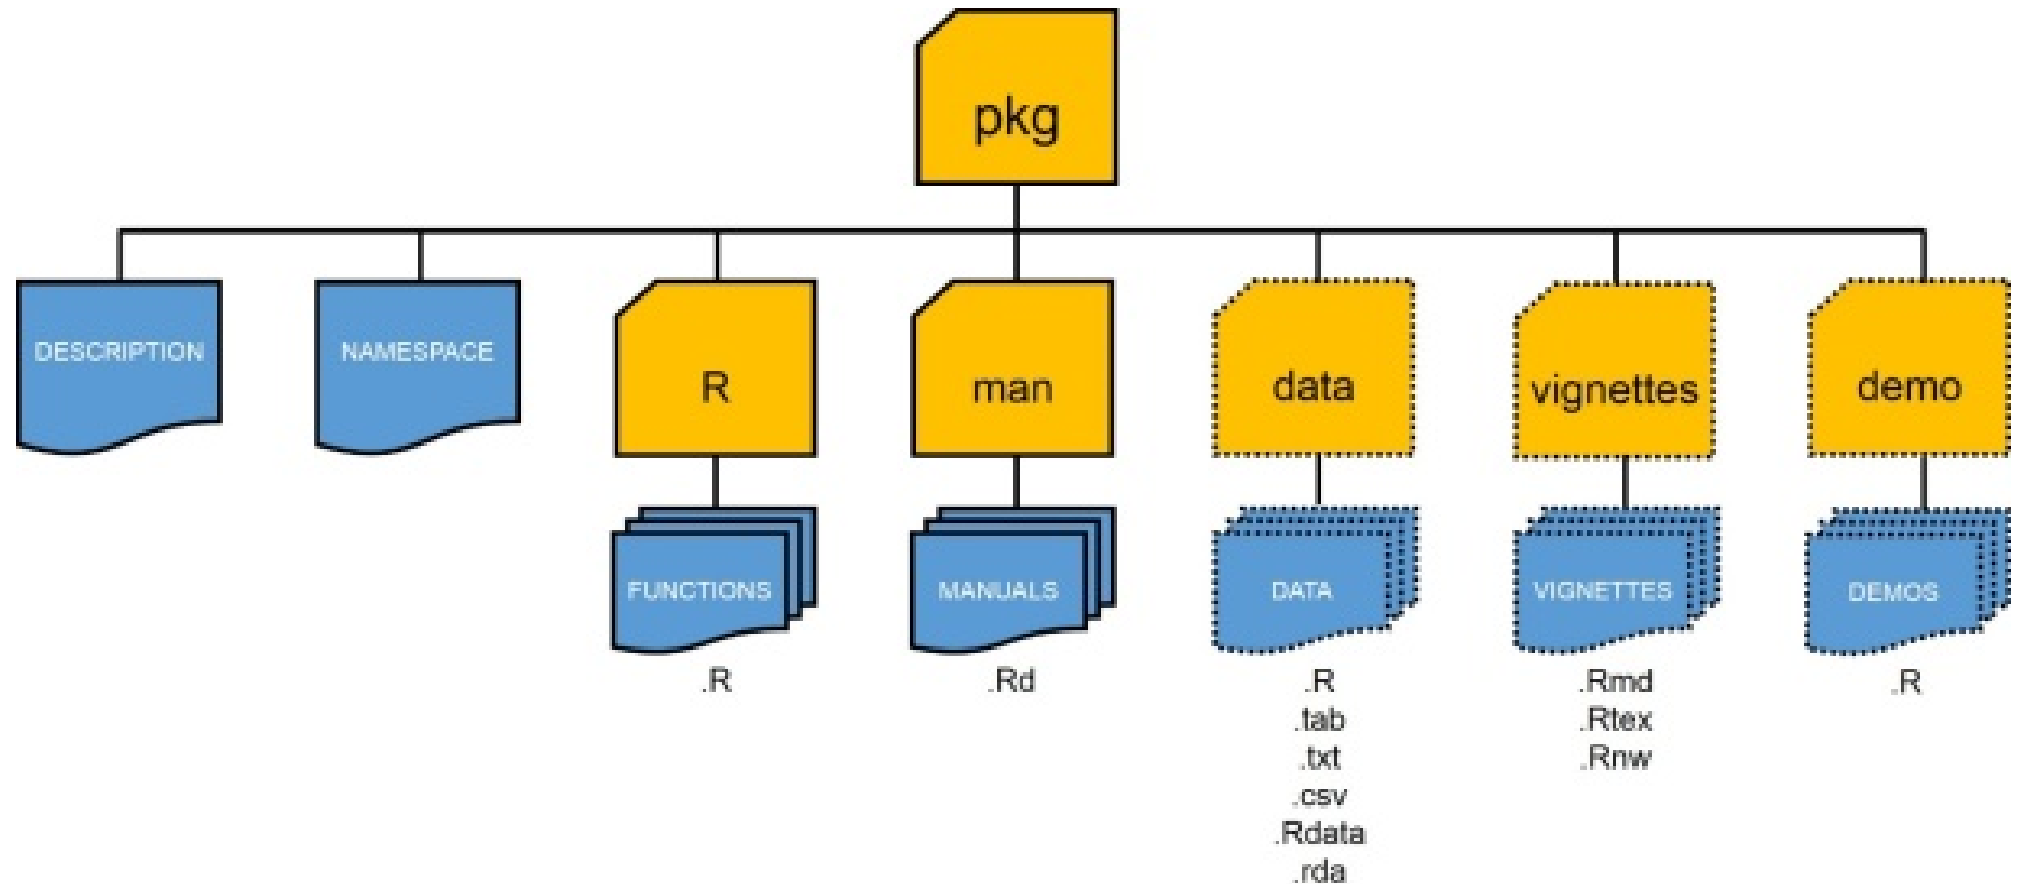 pkg
DESCRIPTION
NAMESPACE
R
man
data
vignettes
demo
FUNCTIONS
MANUALS
DATA
VIGNETTES
DEMOS
.R
.Rd
.R
.tab
.txt
.csv
.Rdata
.rda
.Rmd
.Rtex
.Rnw
.R